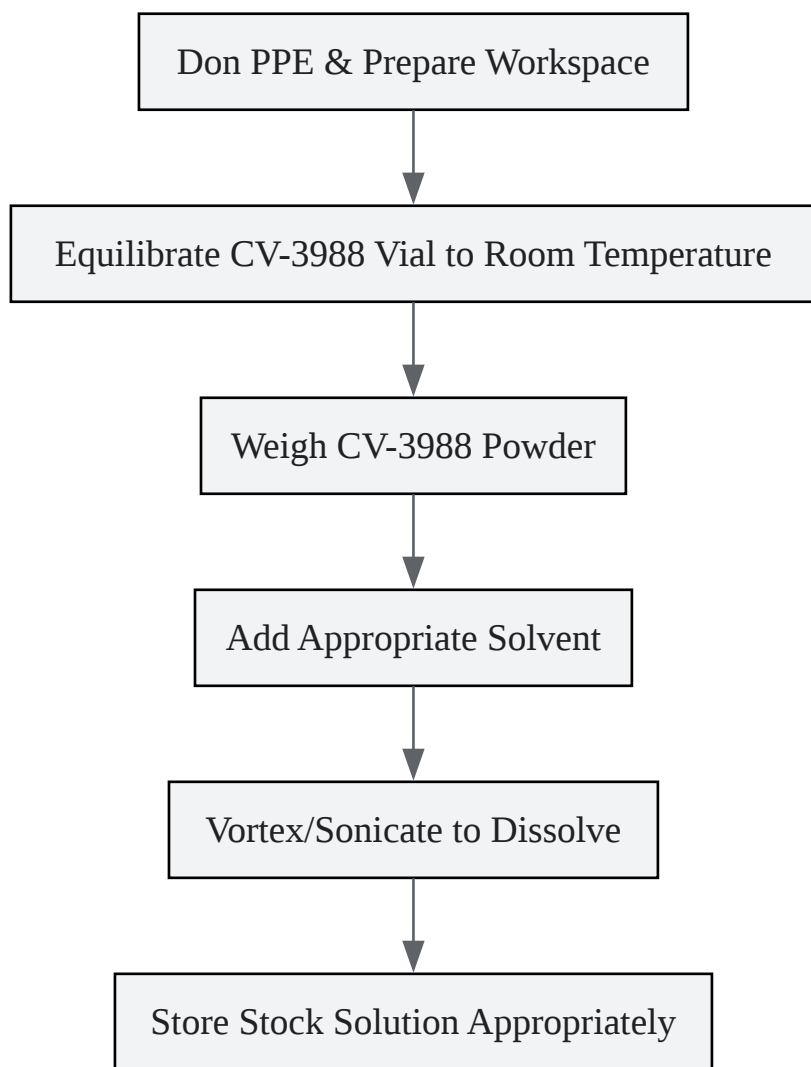 Don PPE & Prepare Workspace
Equilibrate CV-3988 Vial to Room Temperature
Weigh CV-3988 Powder
Add Appropriate Solvent
Vortex/Sonicate to Dissolve
Store Stock Solution Appropriately